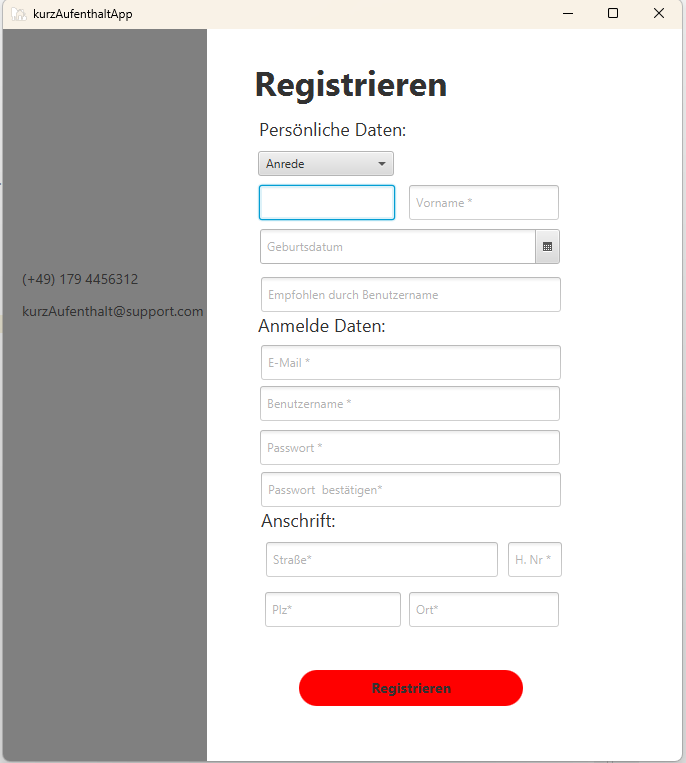 kurzAufenthaltApp
(+49) 179 4456312
kurzAufenthalt@support.com
Registrieren
Persönliche Daten:
Anrede
Vorname *
Geburtsdatum
Empfohlen durch Benutzername
Anmelde Daten:
E-Mail *
Benutzername *
Passwort *
Passwort  bestätigen*
Anschrift:
Straße* H. Nr *
Plz* Ort*
Registrieren